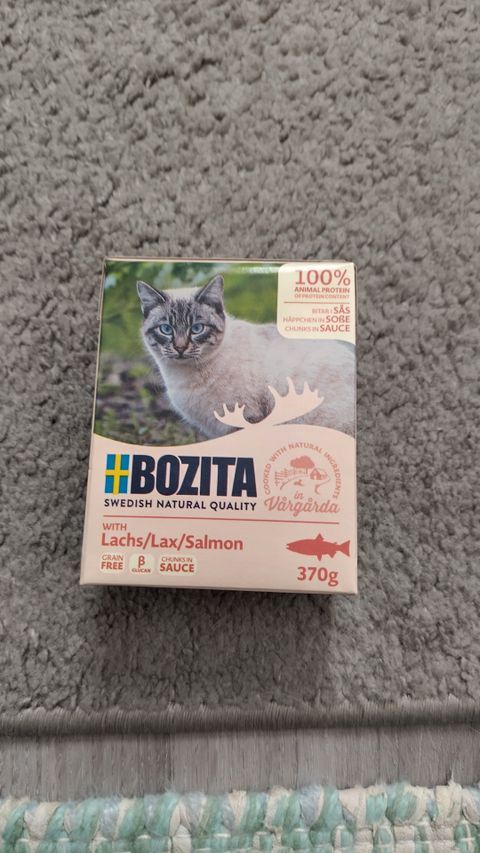 100%
ANIMAL PROTEIN
OF PROTEIN CONTENT
BITAR I SÅS
HÄPPCHEN IN SOßE
CHUNKS IN SAUCE
BOZITA
SWEDISH NATURAL QUALITY
COOKED WITH NATURAL INGREDIENTS
in
Vårgårda
WITH
Lachs/Lax/Salmon
GRAIN
FREE
β
GLUCAN
CHUNKS IN
SAUCE
370g